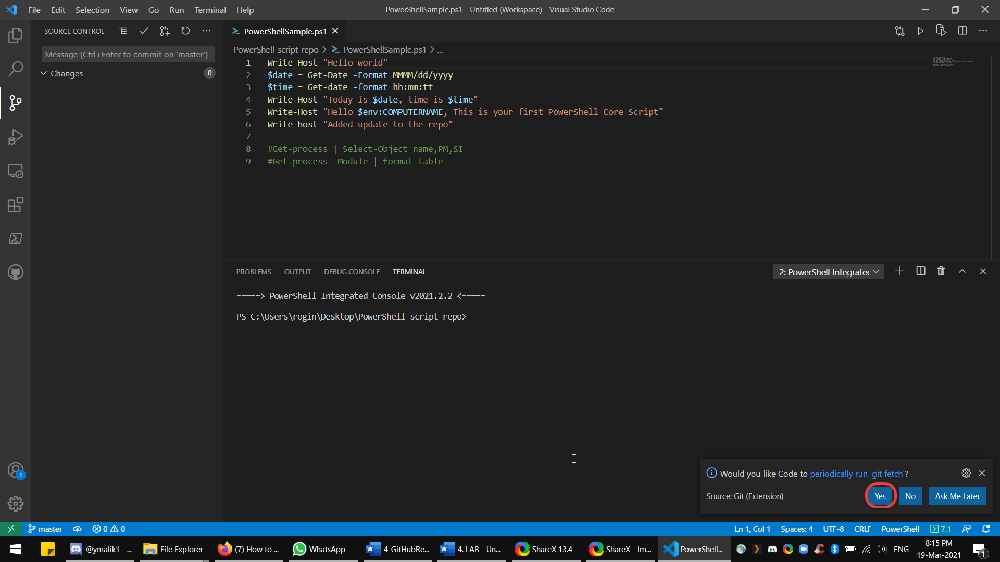 File Edit Selection View Go Run Terminal Help
PowerShellSample.ps1 - Untitled (Workspace) - Visual Studio Code
SOURCE CONTROL
Message (Ctrl+Enter to commit on 'master')
Changes
0
PowerShellSample.ps1
PowerShell-script-repo > PowerShellSample.ps1 > ...
1 Write-Host "Hello world"
2 $date = Get-Date -Format MMMM/dd/yyyy
3 $time = Get-date -format hh:mm:tt
4 Write-Host "Today is $date, time is $time"
5 Write-Host "Hello $env:COMPUTERNAME, This is your first PowerShell Core Script"
6 Write-host "Added update to the repo"
7
8 #Get-process | Select-Object name,PM,SI
9 #Get-process -Module | format-table
PROBLEMS OUTPUT DEBUG CONSOLE TERMINAL
2: PowerShell Integrated
=====> PowerShell Integrated Console v2021.2.2 <=====
PS C:\Users\rogin\Desktop\PowerShell-script-repo>
1
Would you like Code to periodically run 'git fetch'?
Source: Git (Extension)
Yes No Ask Me Later
master 0 0
Ln 1, Col 1 Spaces: 4 UTF-8 CRLF PowerShell 7.1
@ymalik1 - ... File Explorer (7) How to ... WhatsApp 4_GitHubRe... 4. LAB - Un... ShareX 13.4 ShareX - Im... PowerShell...
ENG
8:15 PM
19-Mar-2021
1